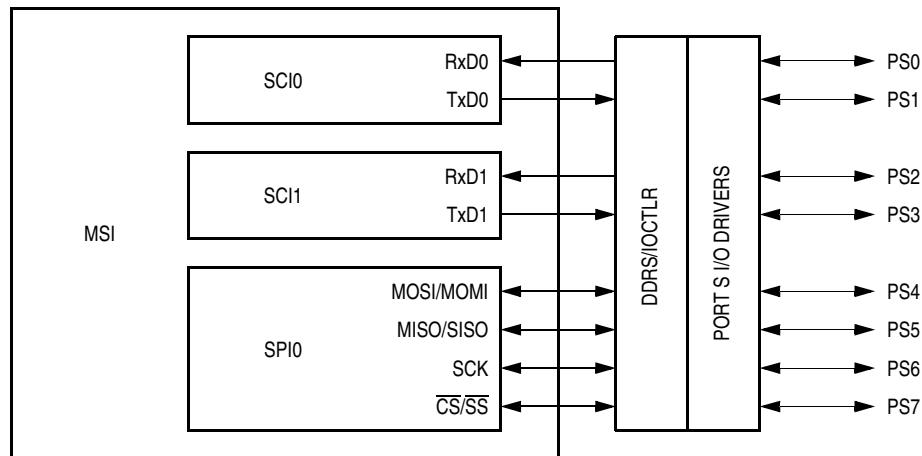 MSI
SCI0
RxD0
TxD0
SCI1
RxD1
TxD1
SPI0
MOSI/MOMI
MISO/SISO
SCK
CS/SS
DDRS/IOCTLR
PORT S I/O DRIVERS
PS0
PS1
PS2
PS3
PS4
PS5
PS6
PS7